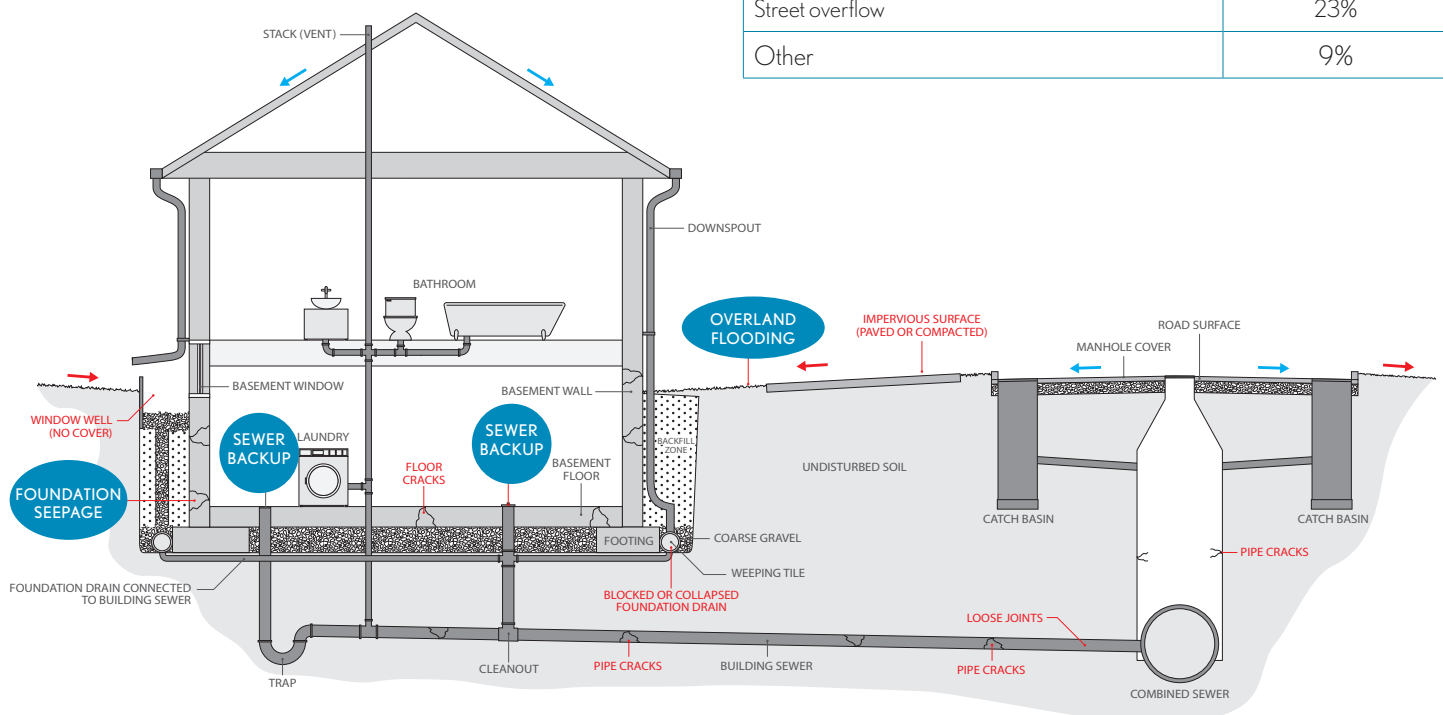 Street overflow 23%
Other 9%
STACK (VENT)
DOWNSPOUT
BATHROOM
OVERLAND
FLOODING
IMPERVIOUS SURFACE
(PAVED OR COMPACTED)
ROAD SURFACE
MANHOLE COVER
BASEMENT WINDOW
BASEMENT WALL
WINDOW WELL
(NO COVER)
SEWER
BACKUP
LAUNDRY
SEWER
BACKUP
BACKFILL
ZONE
FLOOR
CRACKS
BASEMENT
FLOOR
UNDISTURBED SOIL
FOUNDATION
SEEPAGE
CATCH BASIN
CATCH BASIN
FOOTING
COARSE GRAVEL
PIPE CRACKS
WEEPING TILE
FOUNDATION DRAIN CONNECTED
TO BUILDING SEWER
BLOCKED OR COLLAPSED
FOUNDATION DRAIN
LOOSE JOINTS
TRAP
CLEANOUT
PIPE CRACKS
BUILDING SEWER
PIPE CRACKS
COMBINED SEWER